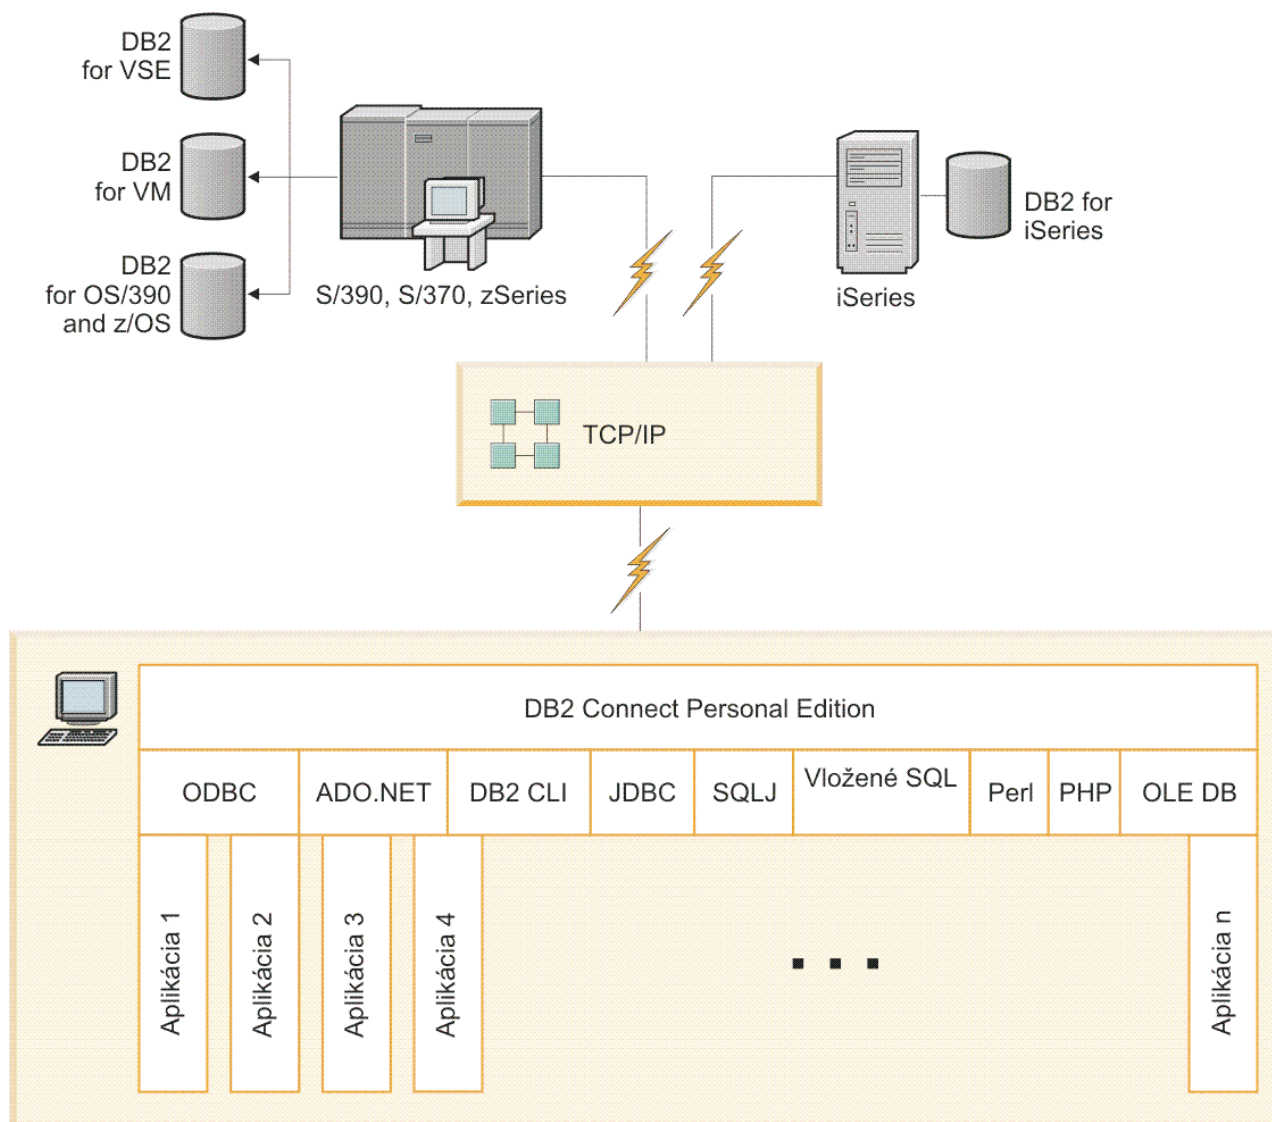 DB2
for VSE
DB2
for VM
DB2
for OS/390
and z/OS
S/390, S/370, zSeries
iSeries
DB2 for
iSeries
TCP/IP
DB2 Connect Personal Edition
ODBC
ADO.NET
DB2 CLI
JDBC
SQLJ
Vložené SQL
Perl
PHP
OLE DB
Aplikácia 1
Aplikácia 2
Aplikácia 3
Aplikácia 4
Aplikácia n